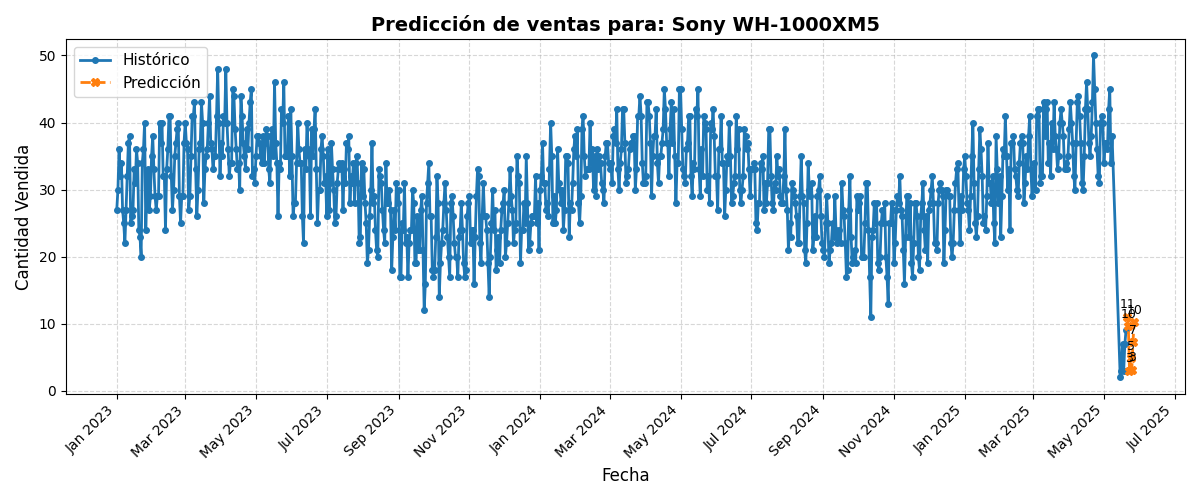 Predicción de ventas para: Sony WH-1000XM5
Histórico
Predicción
Cantidad Vendida
50
40
30
20
10
0
11
10
10
7
Jan 2023
Mar 2023
May 2023
Jul 2023
Sep 2023
Nov 2023
Jan 2024
Mar 2024
May 2024
Jul 2024
Sep 2024
Nov 2024
Jan 2025
Mar 2025
May 2025
Jul 2025
Fecha